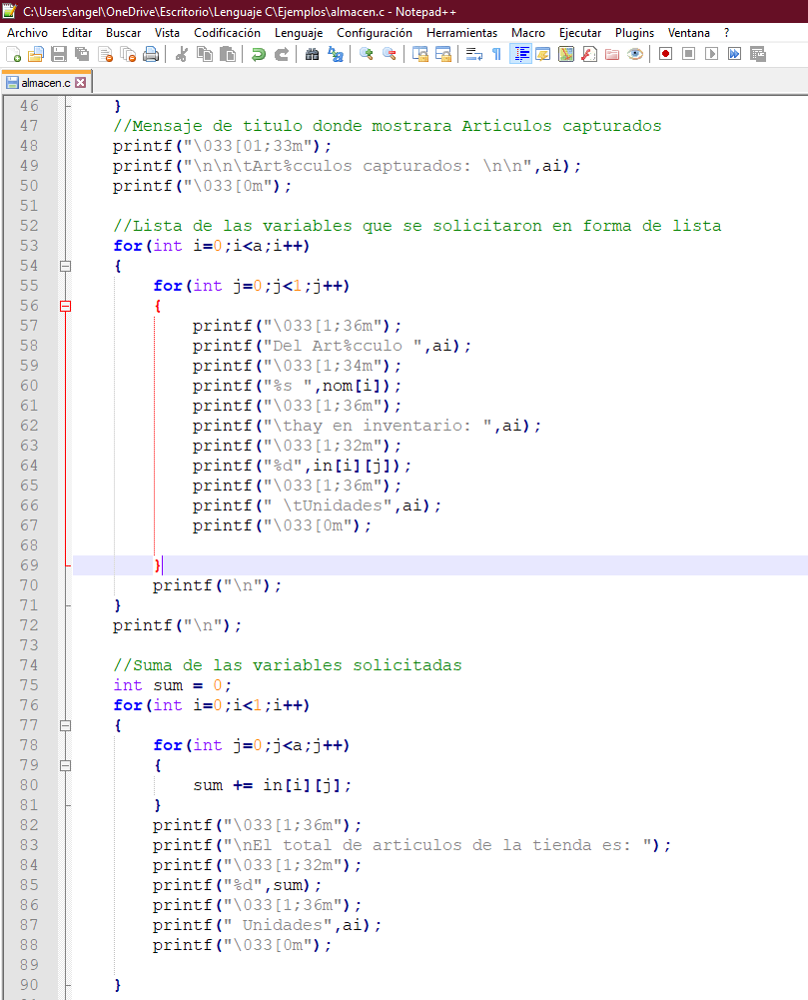 C:\Users\angel\OneDrive\Escritorio\Lenguaje C\Ejemplos\almacen.c - Notepad++
Archivo Editar Buscar Vista Codificación Lenguaje Configuración Herramientas Macro Ejecutar Plugins Ventana ?
almacen.c
46 }
47 //Mensaje de titulo donde mostrara Articulos capturados
48 printf("\033[01;33m");
49 printf("\n\n\tArt%cculos capturados: \n\n",ai);
50 printf("\033[0m");
51
52 //Lista de las variables que se solicitaron en forma de lista
53 for(int i=0;i<a;i++)
54 {
55 for(int j=0;j<1;j++)
56 {
57 printf("\033[1;36m");
58 printf("Del Art%cculo ",ai);
59 printf("\033[1;34m");
60 printf("%s ",nom[i]);
61 printf("\033[1;36m");
62 printf("\thay en inventario: ",ai);
63 printf("\033[1;32m");
64 printf("%d",in[i][j]);
65 printf("\033[1;36m");
66 printf(" \tUnidades",ai);
67 printf("\033[0m");
68
69 }
70 printf("\n");
71 }
72 printf("\n");
73
74 //Suma de las variables solicitadas
75 int sum = 0;
76 for(int i=0;i<1;i++)
77 {
78 for(int j=0;j<a;j++)
79 {
80 sum += in[i][j];
81 }
82 printf("\033[1;36m");
83 printf("\nEl total de articulos de la tienda es: ");
84 printf("\033[1;32m");
85 printf("%d",sum);
86 printf("\033[1;36m");
87 printf(" Unidades",ai);
88 printf("\033[0m");
89
90 }